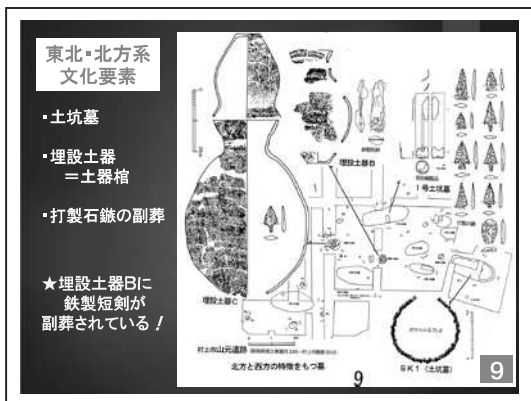 東北・北方系
文化要素
・土坑墓
・埋設土器
＝土器棺
・打製石鏃の副葬
★埋設土器Bに
鉄製短剣が
副葬されている！
埋設土器B
1号土坑墓
埋設土器C
村上市山元遺跡
SK1（土坑墓）
北方と西方の特徴をもつ墓
9
9